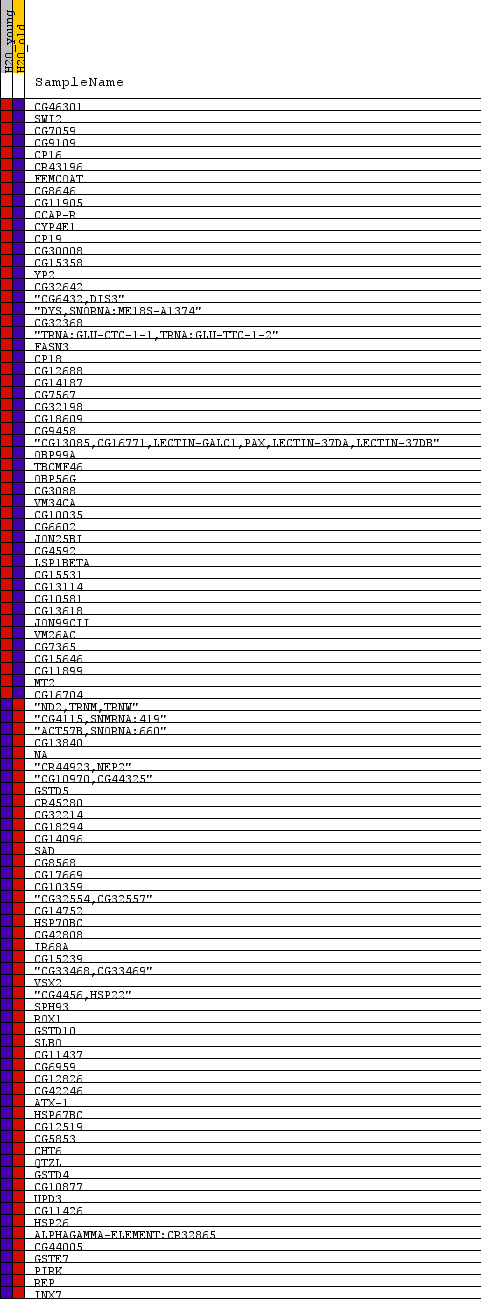 H2O_young
H2O_old
SampleName
CG46301
SWI2
CG7059
CG9109
CP16
CR43196
FEMCOAT
CG8646
CG11905
CCAP-R
CYP4E1
CP19
CG30008
CG15358
YP2
CG32642
"CG6432,DIS3"
"DYS,SNORNA:ME18S-A1374"
CG32368
"TRNA:GLU-CTC-1-1,TRNA:GLU-TTC-1-2"
FASN3
CP18
CG12688
CG14187
CG7567
CG32198
CG18609
CG9458
"CG13085,CG16771,LECTIN-GALC1,PAX,LECTIN-37DA,LECTIN-37DB"
OBP99A
TBCMF46
OBP56G
CG3088
VM34CA
CG10035
CG6602
JON25BI
CG4592
LSP1BETA
CG15531
CG13114
CG10581
CG13618
JON99CII
VM26AC
CG7365
CG15646
CG11899
MT2
CG16704
"ND2,TRNM,TRNW"
"CG4115,SNMRNA:419"
"ACT57B,SNORNA:660"
CG13840
NA
"CR44923,NEP2"
"CG10970,CG44325"
GSTD5
CR45280
CG32214
CG18294
CG14096
SAD
CG8568
CG17669
CG10359
"CG32554,CG32557"
CG14752
HSP70BC
CG42808
IR68A
CG15239
"CG33468,CG33469"
VSX2
"CG4456,HSP22"
SPH93
ROX1
GSTD10
SLBO
CG11437
CG6959
CG12826
CG42246
ATX-1
HSP67BC
CG12519
CG5853
CHT6
QTZL
GSTD4
CG10877
UPD3
CG11426
HSP26
ALPHAGAMMA-ELEMENT:CR32865
CG44005
GSTE7
PIRK
REP
INX7